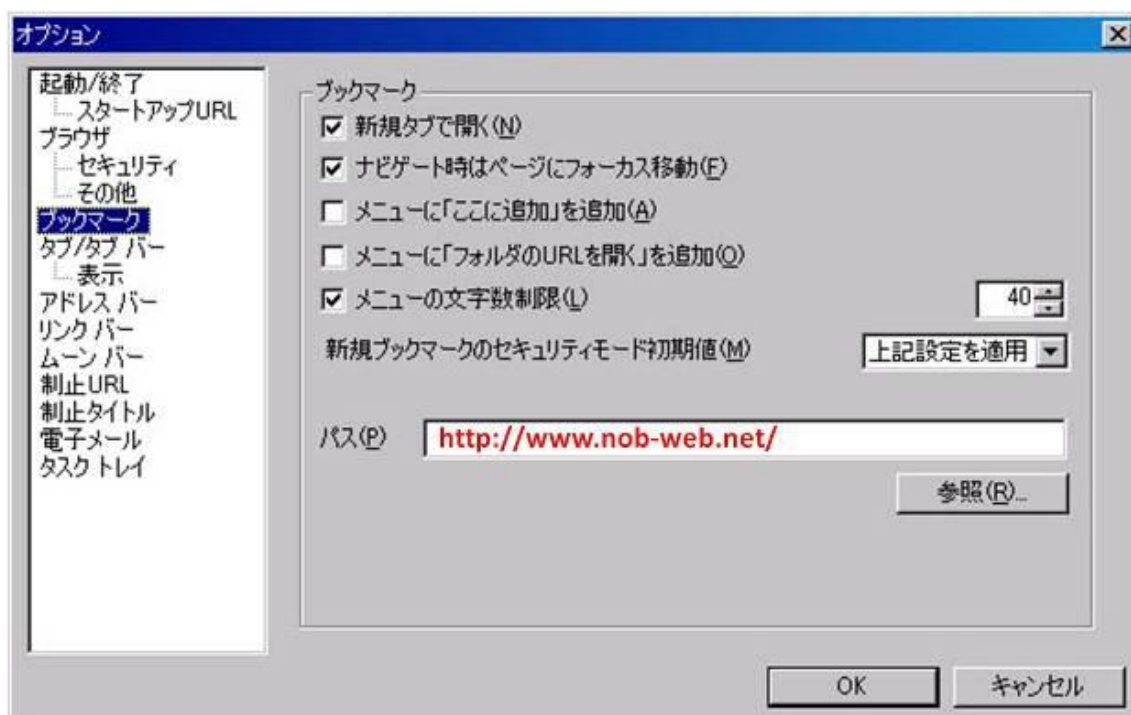 オプション
起動/終了
スタートアップURL
ブラウザ
セキュリティ
その他
ブックマーク
タブ/タブ バー
表示
アドレス バー
リンク バー
ムーン バー
制止URL
制止タイトル
電子メール
タスクトレイ
ブックマーク
新規タブで開く(N)
ナビゲート時はページにフォーカス移動(F)
メニューに「ここに追加」を追加(A)
メニューに「フォルダのURLを開く」を追加(O)
メニューの文字数制限(L) 40
新規ブックマークのセキュリティモード初期値(M) 上記設定を適用
パス(P) http://www.nob-web.net/
参照(R)...
OK キャンセル